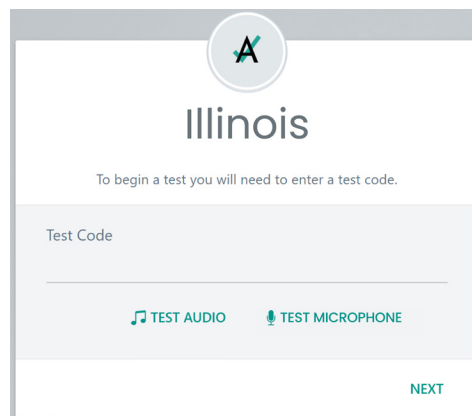 Illinois
To begin a test you will need to enter a test code.
Test Code
TEST AUDIO TEST MICROPHONE
NEXT